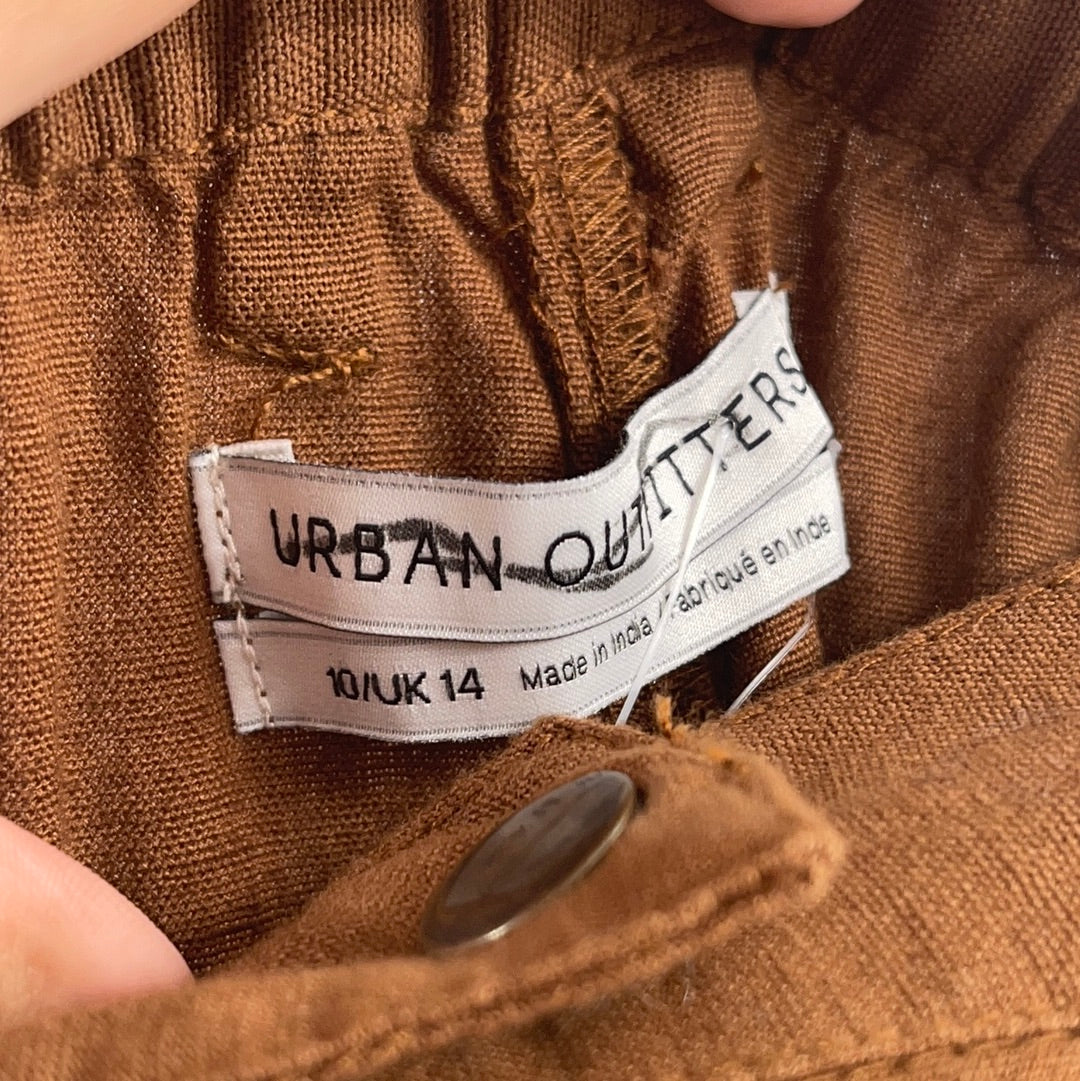 URBAN OUTFITTERS
10/UK 14 Made in India / Fabriqué en Inde